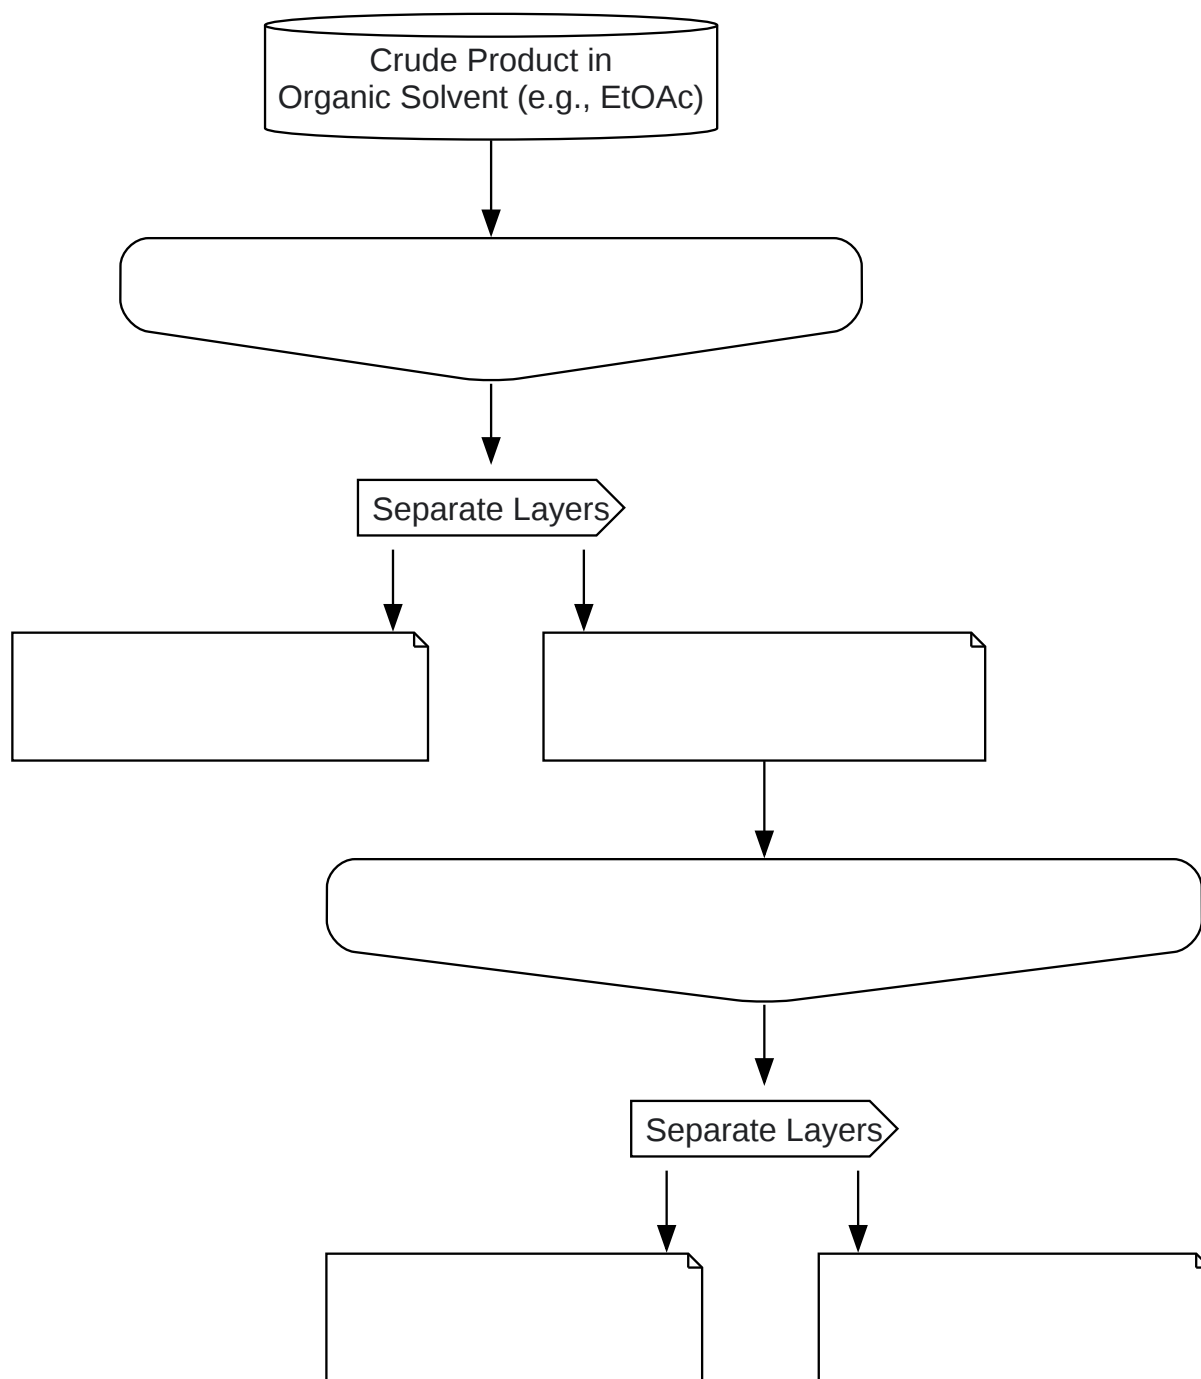 Crude Product in
Organic Solvent (e.g., EtOAc)
Separate Layers
Separate Layers